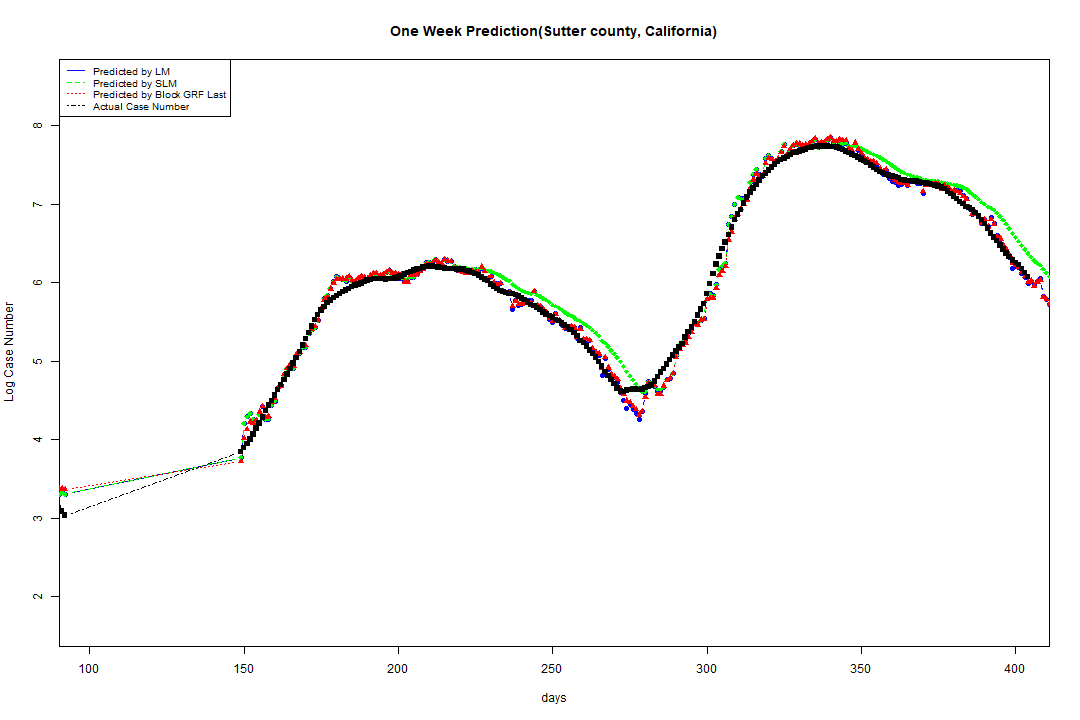 One Week Prediction(Sutter county, California)
Predicted by LM
Predicted by SLM
Predicted by Block GRF Last
Actual Case Number
Log Case Number
8
7
6
5
4
3
2
100 150 200 250 300 350 400
days